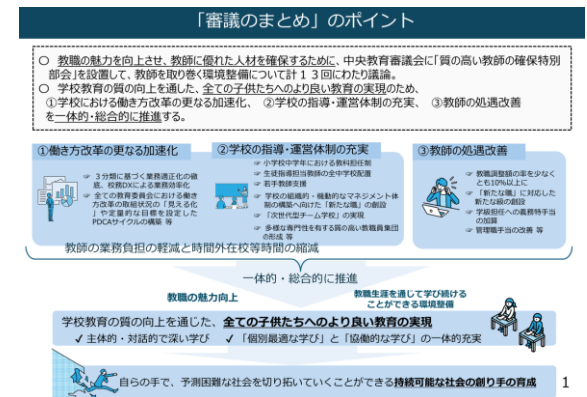 「審議のまとめ」のポイント
○ 教職の魅力を向上させ、教師に優れた人材を確保するために、中央教育審議会に「質の高い教師の確保特別
部会」を設置して、教師を取り巻く環境整備について計13回にわたり議論。
○ 学校教育の質の向上を通した、全ての子供たちへのより良い教育の実現のため、
①学校における働き方改革の更なる加速化、 ②学校の指導・運営体制の充実、 ③教師の処遇改善
を一体的・総合的に推進する。
①働き方改革の更なる加速化
☞ 3分類に基づく業務適正化の徹
底、校務DXによる業務効率化
☞ 全ての教育委員会における働き
方改革の取組状況の「見える化
」や定量的な目標を設定した
PDCAサイクルの構築 等
②学校の指導・運営体制の充実
☞ 小学校中学年における教科担任制
☞ 生徒指導担当教師の全中学校配置
☞ 若手教師支援
☞ 学校の組織的・機動的なマネジメント体
制の構築へ向けた「新たな職」の創設
☞ 「次世代型チーム学校」の実現
☞ 多様な専門性を有する質の高い教職員集団
の形成 等
③教師の処遇改善
☞ 教職調整額の率を少なく
とも10%以上に
☞ 「新たな職」に対応した
新たな級の創設
☞ 学級担任への義務特手当
の加算
☞ 管理職手当の改善 等
教師の業務負担の軽減と時間外在校等時間の縮減
一体的・総合的に推進
教職の魅力向上
教職生涯を通じて学び続ける
ことができる環境整備
学校教育の質の向上を通じた、全ての子供たちへのより良い教育の実現
✓ 主体的・対話的で深い学び ✓ 「個別最適な学び」と「協働的な学び」の一体的充実
自らの手で、予測困難な社会を切り拓いていくことができる持続可能な社会の創り手の育成
1